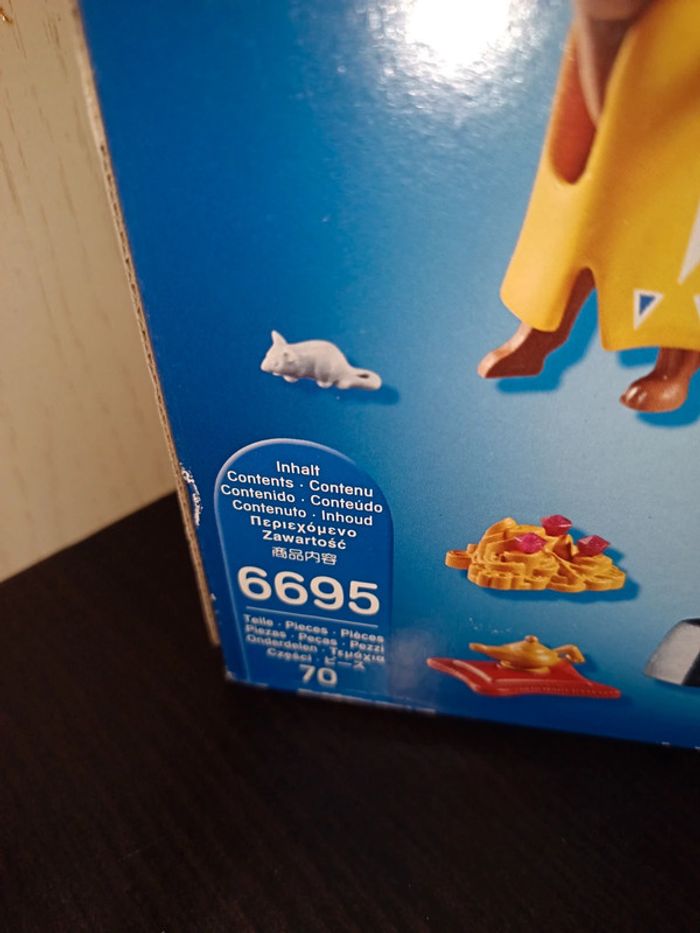 Inhalt
Contents · Contenu
Contenido · Conteúdo
Contenuto · Inhoud
Περιεχόμενο
Zawartość
商品内容
6695
Teile · Pieces · Pièces
Piezas · Peças · Pezzi
Onderdelen · Τεμάχια
Części · ピース
70